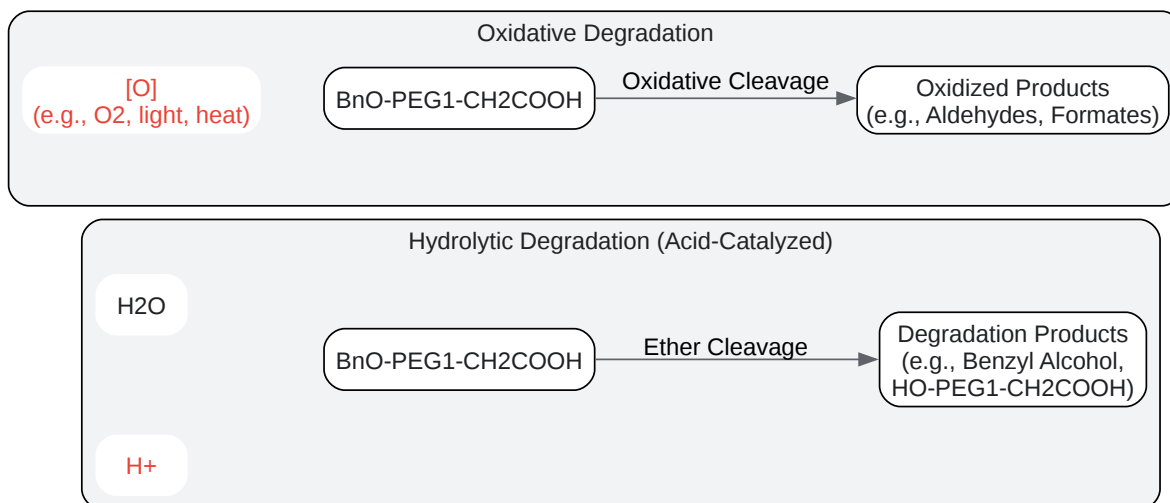 Oxidative Degradation
[O]
(e.g., O2, light, heat)
BnO-PEG1-CH2COOH
Oxidative Cleavage
Oxidized Products
(e.g., Aldehydes, Formates)
Hydrolytic Degradation (Acid-Catalyzed)
H2O
BnO-PEG1-CH2COOH
Ether Cleavage
Degradation Products
(e.g., Benzyl Alcohol,
HO-PEG1-CH2COOH)
H+